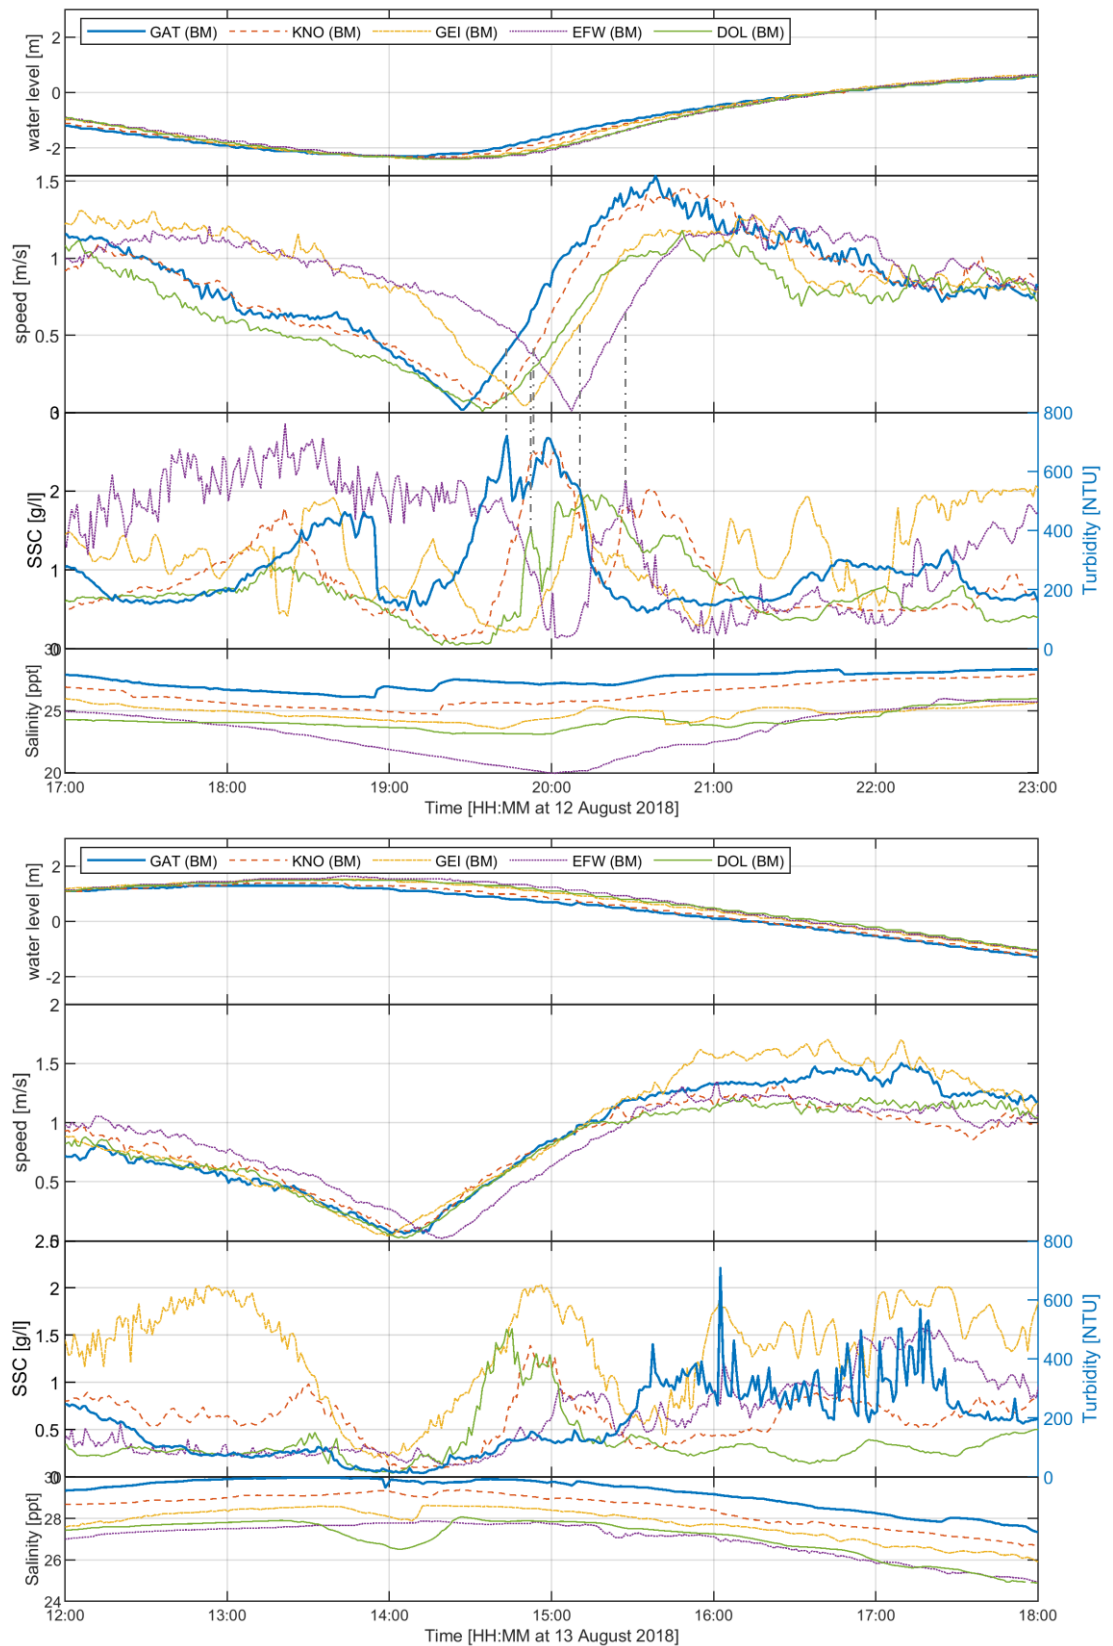 GAT (BM) KNO (BM) GEI (BM) EFW (BM) DOL (BM)
water level [m]
2
0
-2
speed [m/s]
1.5
1
0.5
SSC [g/l]
2
1
Turbidity [NTU]
800
600
400
200
0
Salinity [ppt]
30
25
20
17:00 18:00 19:00 20:00 21:00 22:00 23:00
Time [HH:MM at 12 August 2018]
GAT (BM) KNO (BM) GEI (BM) EFW (BM) DOL (BM)
water level [m]
2
0
-2
speed [m/s]
2
1.5
1
0.5
SSC [g/l]
2.5
2
1.5
1
0.5
Turbidity [NTU]
800
600
400
200
0
Salinity [ppt]
30
28
26
24
12:00 13:00 14:00 15:00 16:00 17:00 18:00
Time [HH:MM at 13 August 2018]